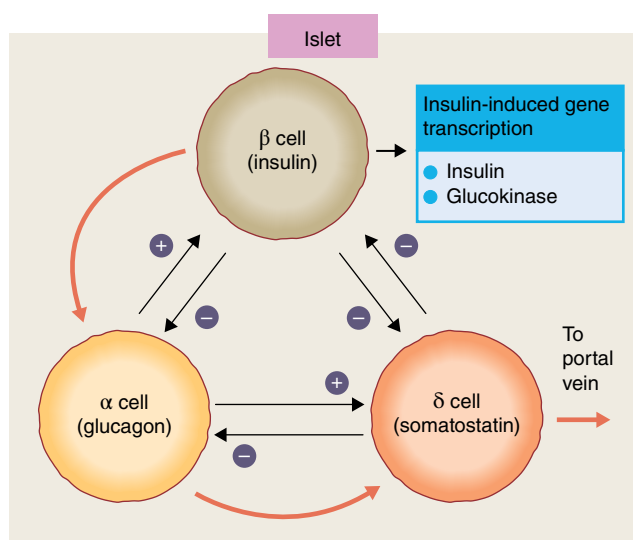 Islet
β cell
(insulin)
Insulin-induced gene
transcription
Insulin
Glucokinase
+
−
−
−
α cell
(glucagon)
+
−
δ cell
(somatostatin)
To
portal
vein